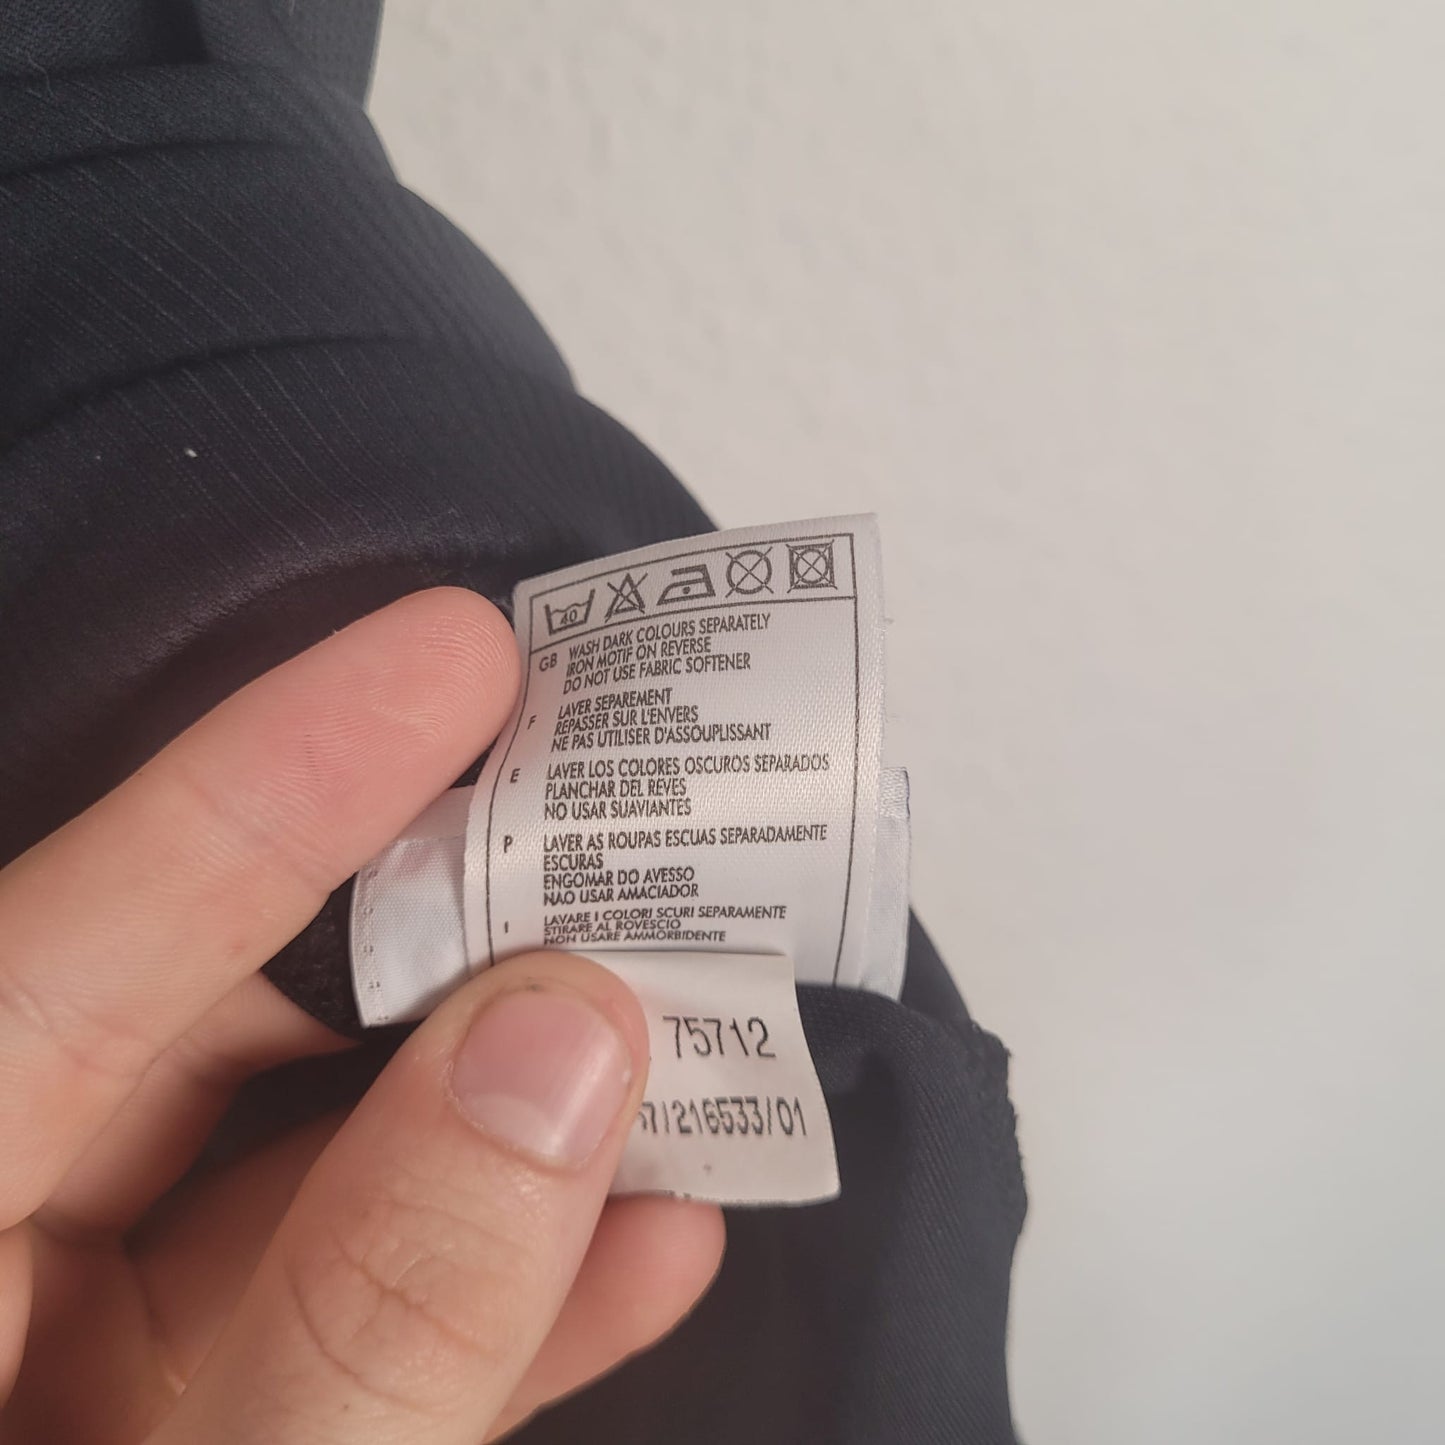 40
GB WASH DARK COLOURS SEPARATELY
IRON MOTIF ON REVERSE
DO NOT USE FABRIC SOFTENER
F LAVER SEPAREMENT
REPASSER SUR L'ENVERS
NE PAS UTILISER D'ASSOUPLISSANT
E LAVER LOS COLORES OSCUROS SEPARADOS
PLANCHAR DEL REVES
NO USAR SUAVIANTES
P LAVER AS ROUPAS ESCUAS SEPARADAMENTE
ESCURAS
ENGOMAR DO AVESSO
NAO USAR AMACIADOR
I LAVARE I COLORI SCURI SEPARAMENTE
STIRARE AL ROVESCIO
NON USARE AMMORBIDENTE
75712
7/216533/01